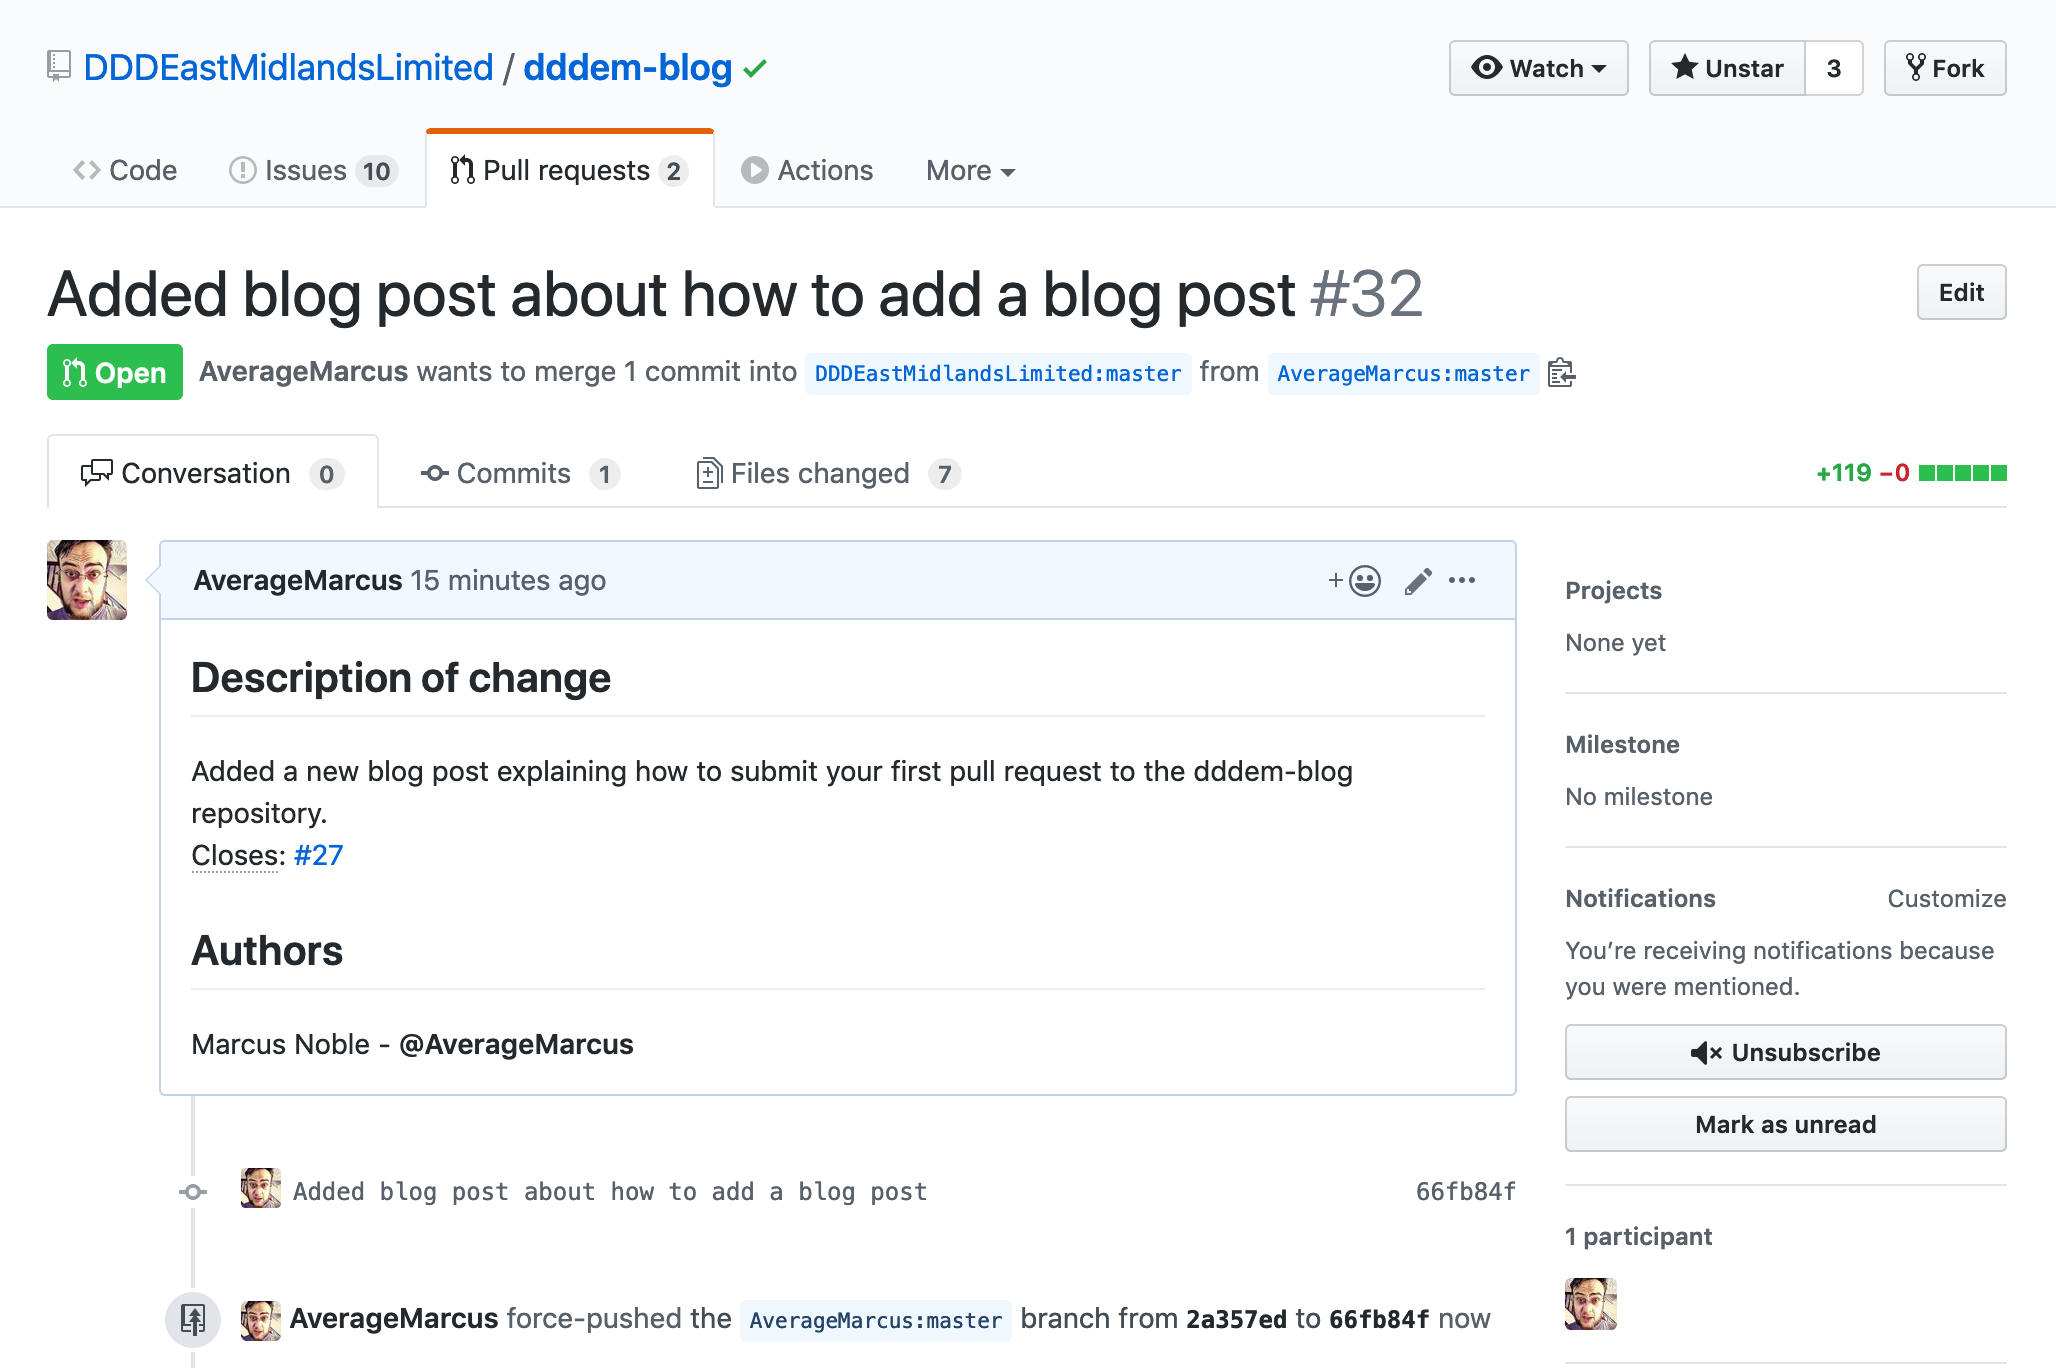 DDDEastMidlandsLimited / dddem-blog
Watch
Unstar 3
Fork
Code
Issues 10
Pull requests 2
Actions
More
Added blog post about how to add a blog post #32
Edit
Open
AverageMarcus wants to merge 1 commit into DDDEastMidlandsLimited:master from AverageMarcus:master
Conversation 0
Commits 1
Files changed 7
+119 −0
AverageMarcus 15 minutes ago
Description of change
Added a new blog post explaining how to submit your first pull request to the dddem-blog
repository.
Closes: #27
Authors
Marcus Noble - @AverageMarcus
Added blog post about how to add a blog post 66fb84f
AverageMarcus force-pushed the AverageMarcus:master branch from 2a357ed to 66fb84f now
Projects
None yet
Milestone
No milestone
Notifications Customize
You’re receiving notifications because
you were mentioned.
Unsubscribe
Mark as unread
1 participant